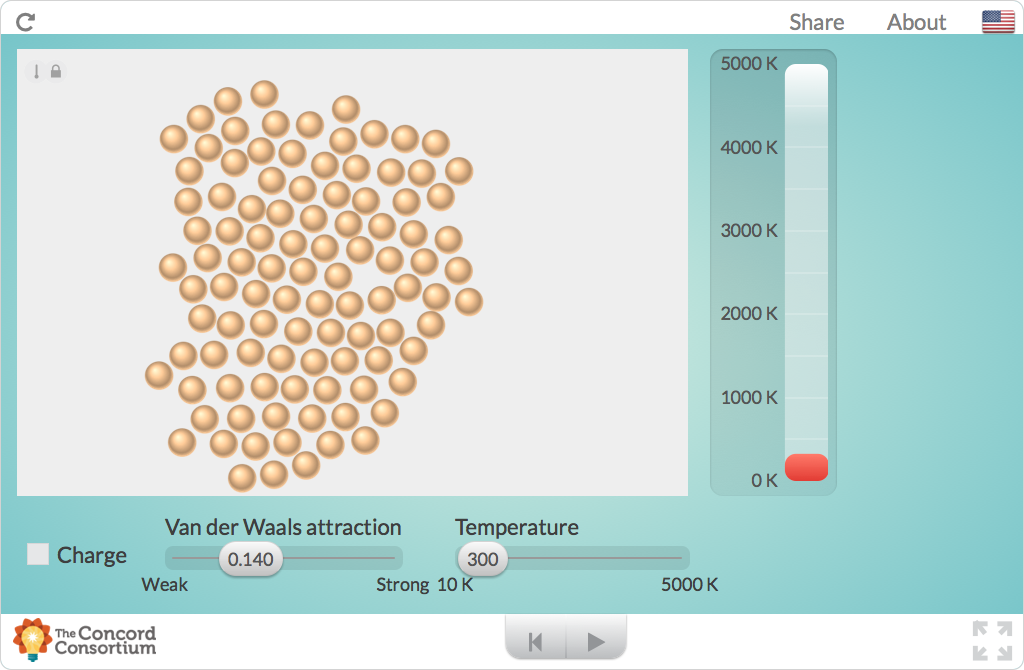 Share About
5000 K
4000 K
3000 K
2000 K
1000 K
0 K
Van der Waals attraction Temperature
Charge 0.140 300
Weak Strong 10 K 5000 K
The Concord
Consortium